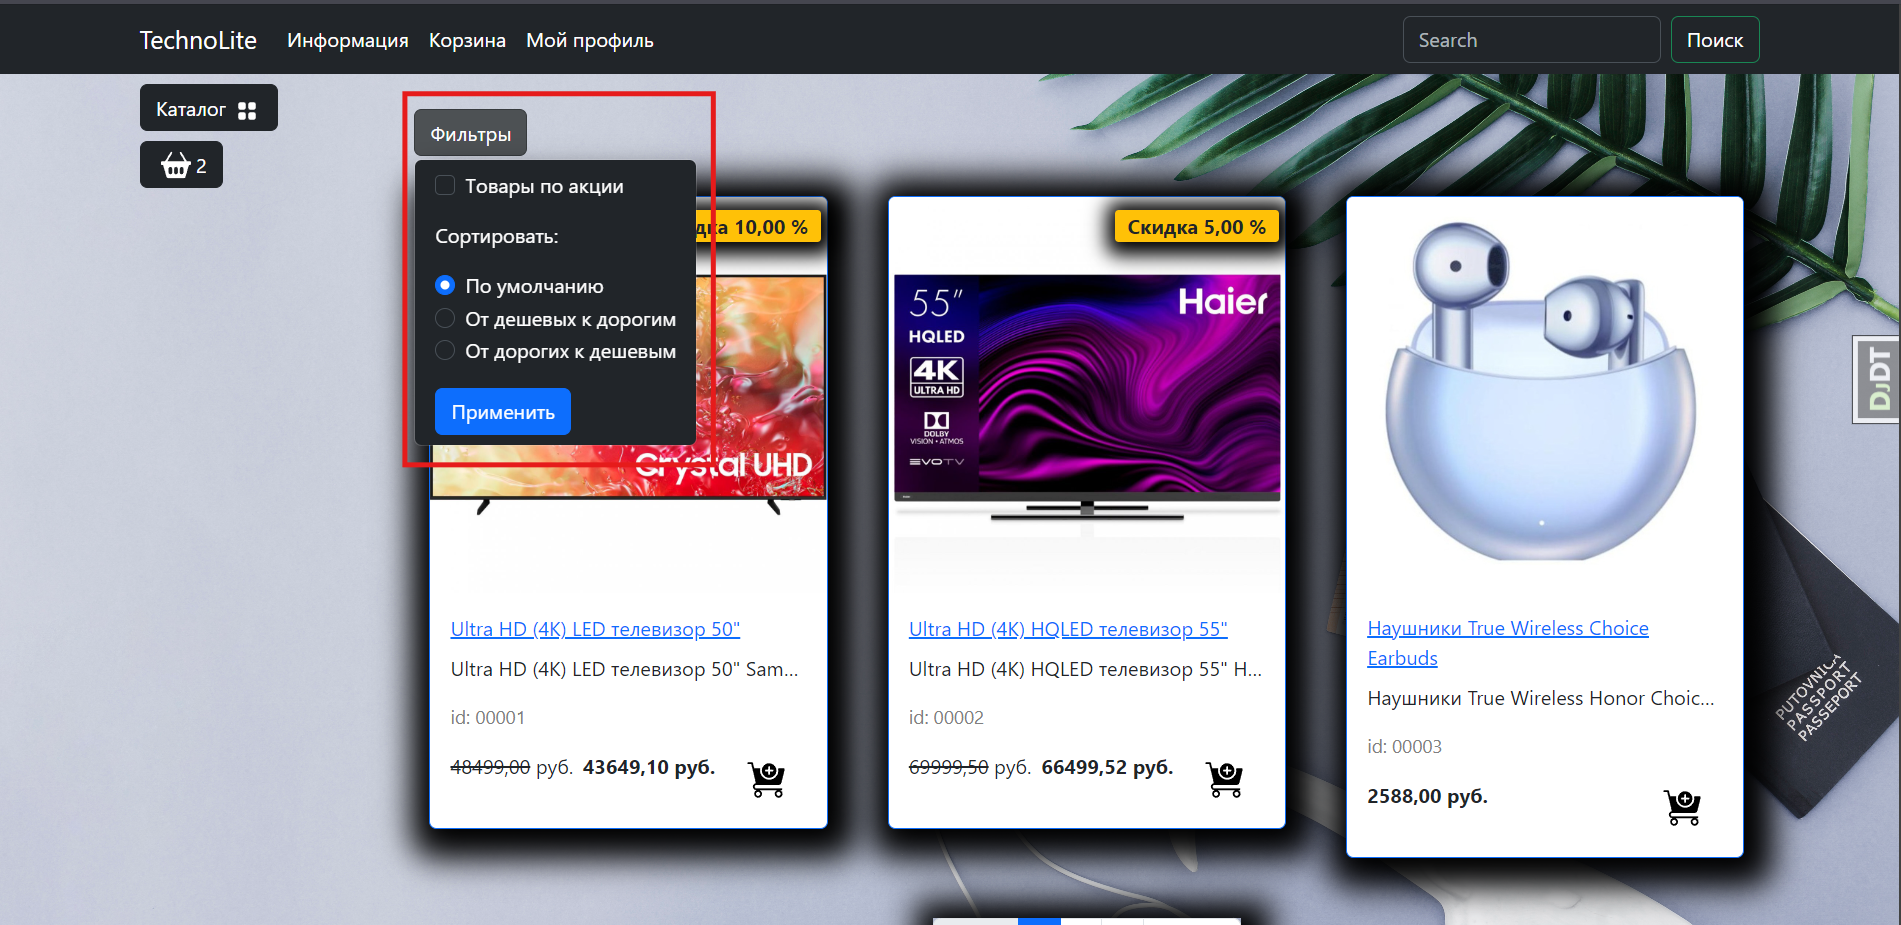 TechnoLite Информация Корзина Мой профиль Search Поиск
Каталог
2
Фильтры
Товары по акции
Сортировать:
По умолчанию
От дешевых к дорогим
От дорогих к дешевым
Применить
10,00 %
Crystal UHD
Ultra HD (4K) LED телевизор 50"
Ultra HD (4K) LED телевизор 50" Sam...
id: 00001
48499,00 руб. 43649,10 руб.
Скидка 5,00 %
55"
HQLED
4K
ULTRA HD
DOLBY
VISION • ATMOS
EVOTV
Haier
Ultra HD (4K) HQLED телевизор 55"
Ultra HD (4K) HQLED телевизор 55" H...
id: 00002
69999,50 руб. 66499,52 руб.
Наушники True Wireless Choice
Earbuds
Наушники True Wireless Honor Choic...
id: 00003
2588,00 руб.
DJDT
PUTOVNICA
PASSPORT
PASSEPORT